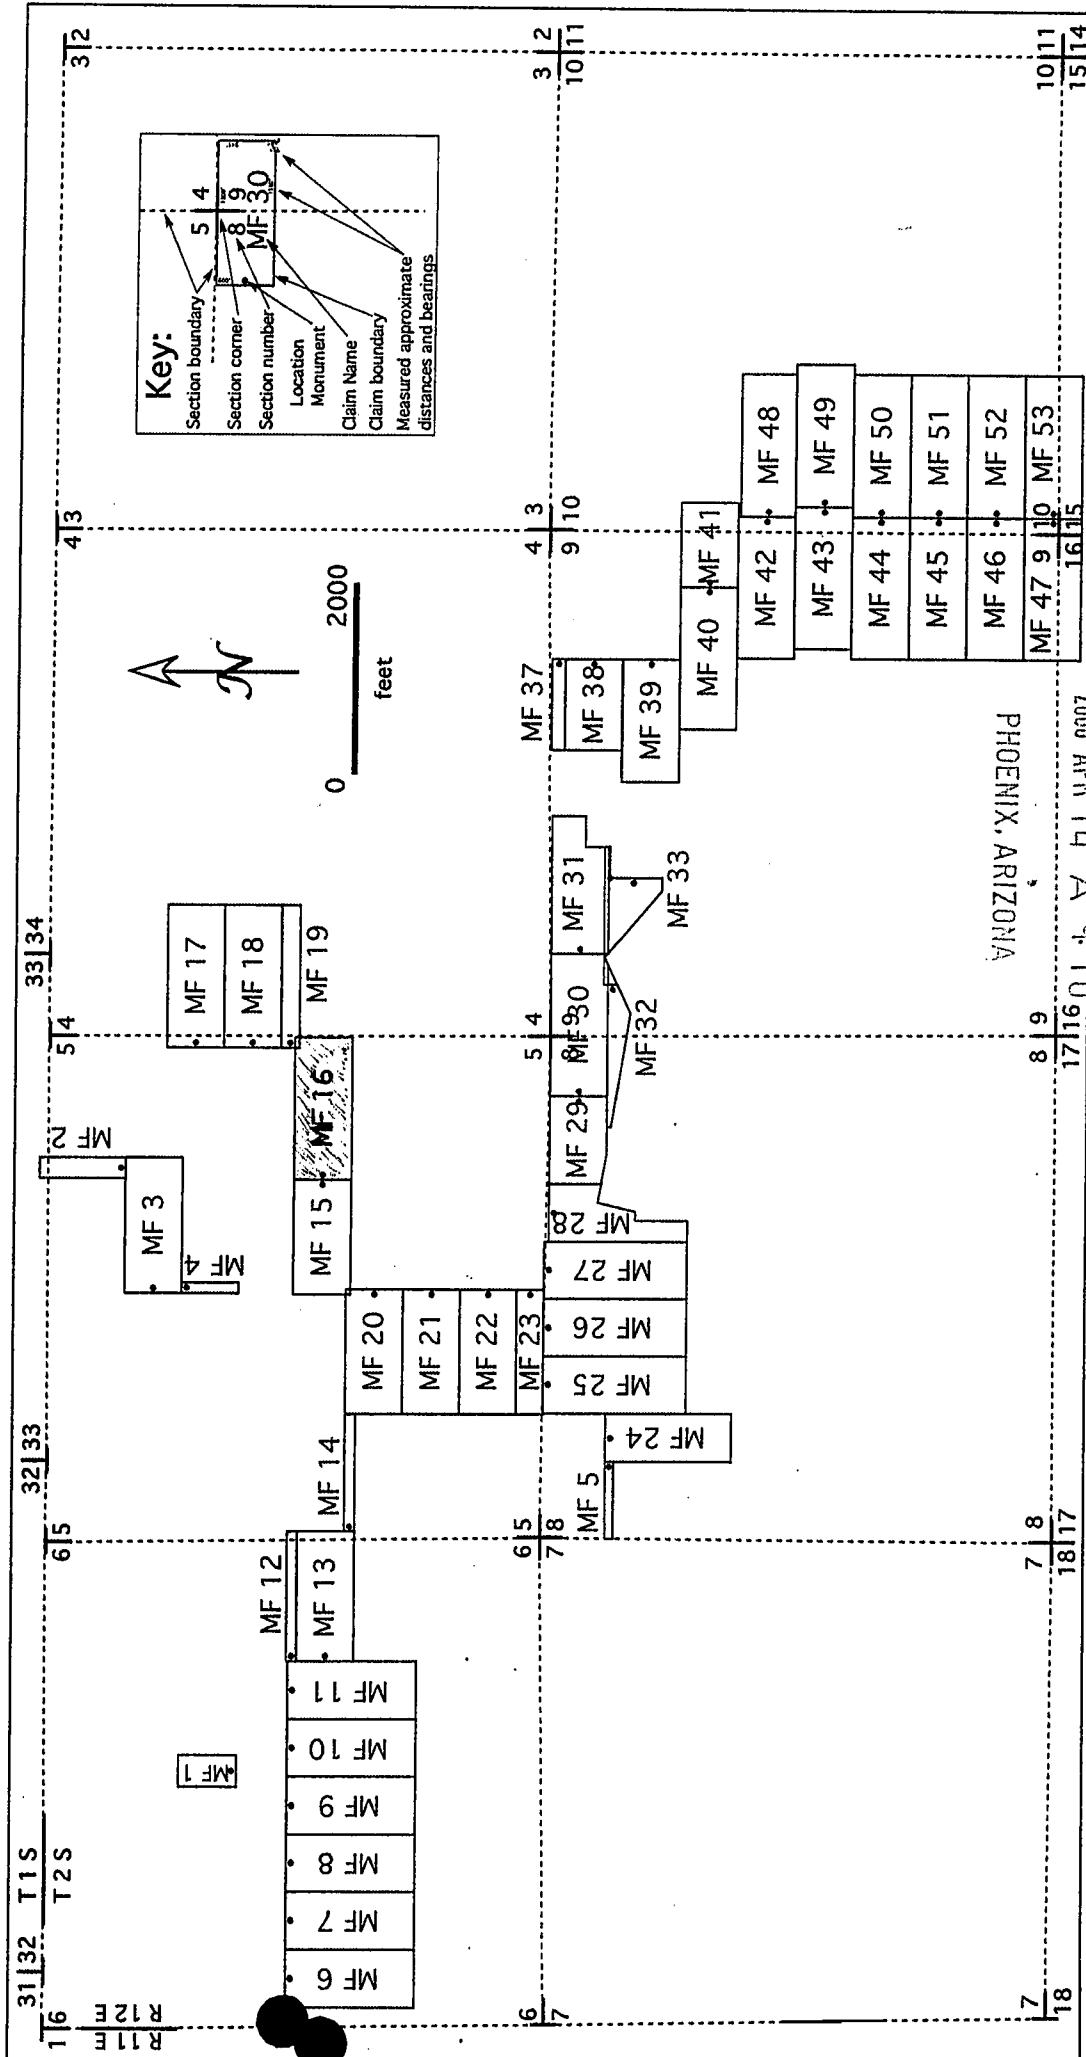 31|32 T1S
T2S
1|6
R11E R12E
32|33
6|5
33|34
5|4
4|3
3|2
Key:
Section boundary
Section corner
Section number
Location
Monument
Claim Name
Claim boundary
Measured approximate
distances and bearings
5 4
8 9
MF 30
N
0 2000
feet
MF 1
MF 2
MF 3
MF 4
MF 6
MF 7
MF 8
MF 9
MF 10
MF 11
MF 12
MF 13
MF 14
MF 15
MF 16
MF 17
MF 18
MF 19
MF 20
MF 21
MF 22
MF 23
6
7
6 5
7 8
5 4
8 9
4 3
9 10
3 2
10 11
MF 5
MF 24
MF 25
MF 26
MF 27
MF 28
MF 29
MF 30
MF 31
MF 32
MF 33
MF 37
MF 38
MF 39
MF 40
MF 41
MF 42
MF 43
MF 44
MF 45
MF 46
MF 47
MF 48
MF 49
MF 50
MF 51
MF 52
MF 53
7
18
7 8
18 17
8 9
17 16
9 10
16 15
10 11
15 14
PHOENIX, ARIZONA